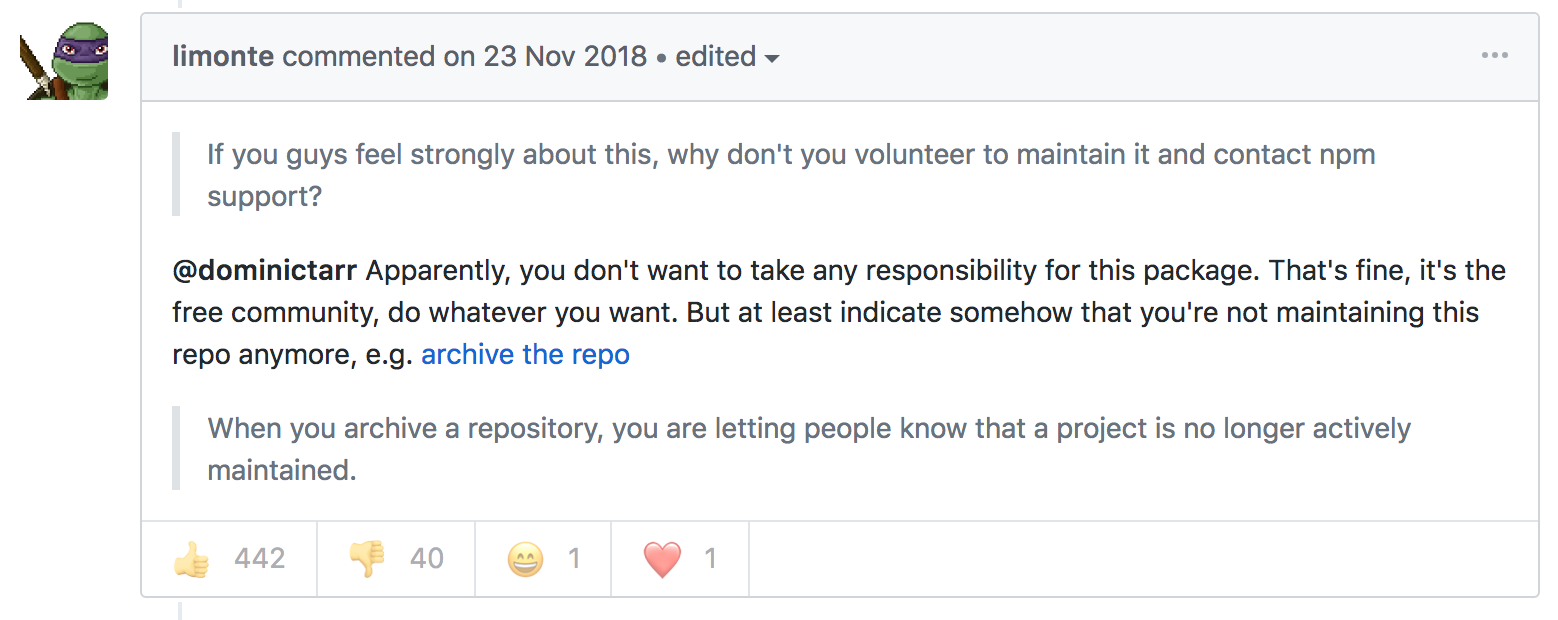 limonte commented on 23 Nov 2018 • edited
If you guys feel strongly about this, why don't you volunteer to maintain it and contact npm
support?
@dominictarr Apparently, you don't want to take any responsibility for this package. That's fine, it's the
free community, do whatever you want. But at least indicate somehow that you're not maintaining this
repo anymore, e.g. archive the repo
When you archive a repository, you are letting people know that a project is no longer actively
maintained.
👍 442 👎 40 😄 1 ❤️ 1